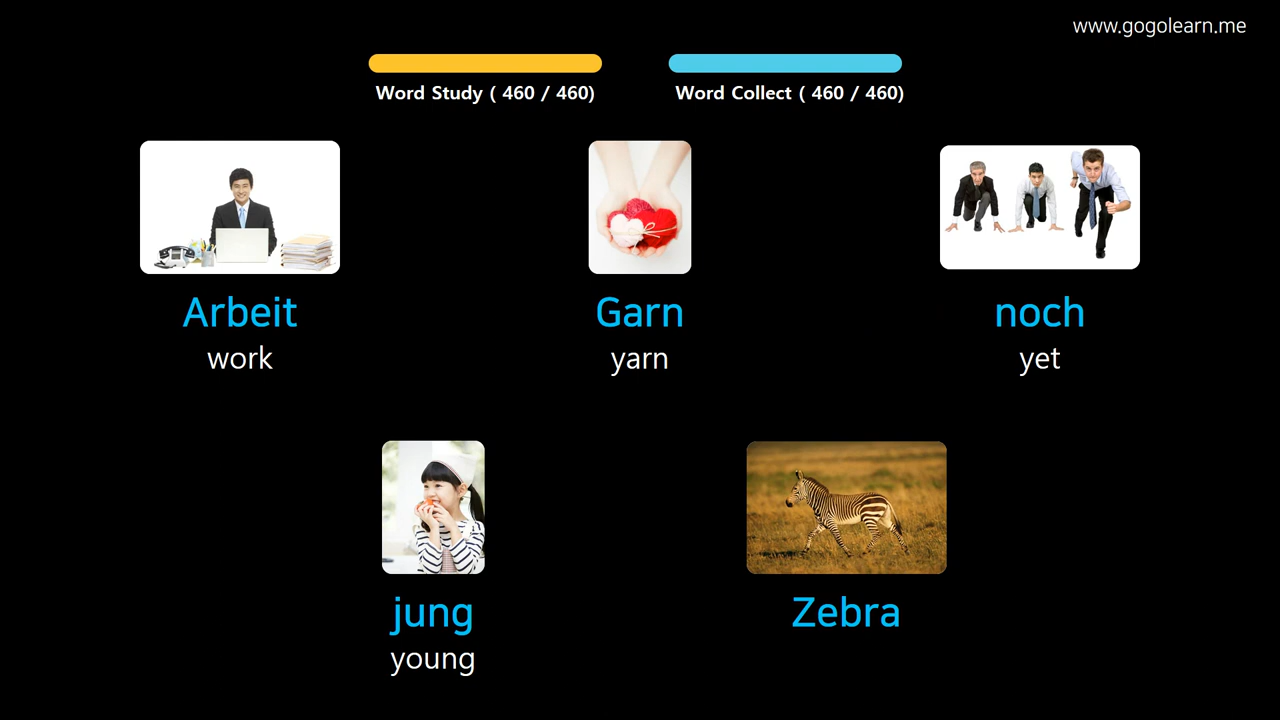 www.gogolearn.me
Word Study ( 460 / 460)
Word Collect ( 460 / 460)
Arbeit
work
Garn
yarn
noch
yet
jung
young
Zebra